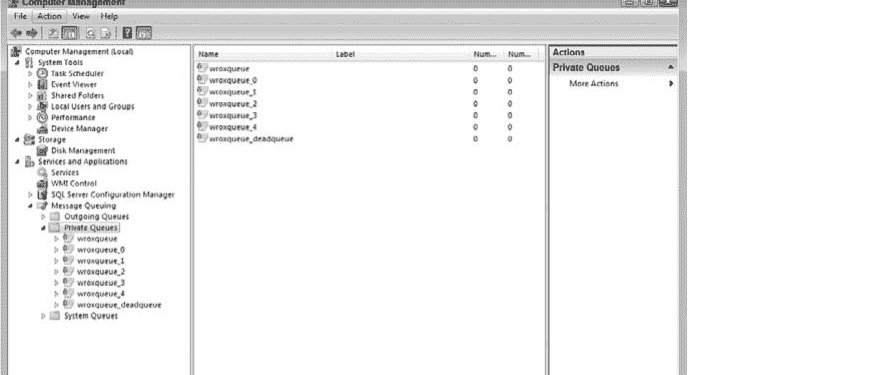 Computer Management
File Action View Help
Computer Management (Local)
System Tools
Task Scheduler
Event Viewer
Shared Folders
Local Users and Groups
Performance
Device Manager
Storage
Disk Management
Services and Applications
Services
WMI Control
SQL Server Configuration Manager
Message Queuing
Outgoing Queues
Private Queues
wroxqueue
wroxqueue_0
wroxqueue_1
wroxqueue_2
wroxqueue_3
wroxqueue_4
wroxqueue_deadqueue
System Queues
Name Label Num... Num...
wroxqueue 0 0
wroxqueue_0 0 0
wroxqueue_1 0 0
wroxqueue_2 0 0
wroxqueue_3 0 0
wroxqueue_4 0 0
wroxqueue_deadqueue 0 0
Actions
Private Queues
More Actions